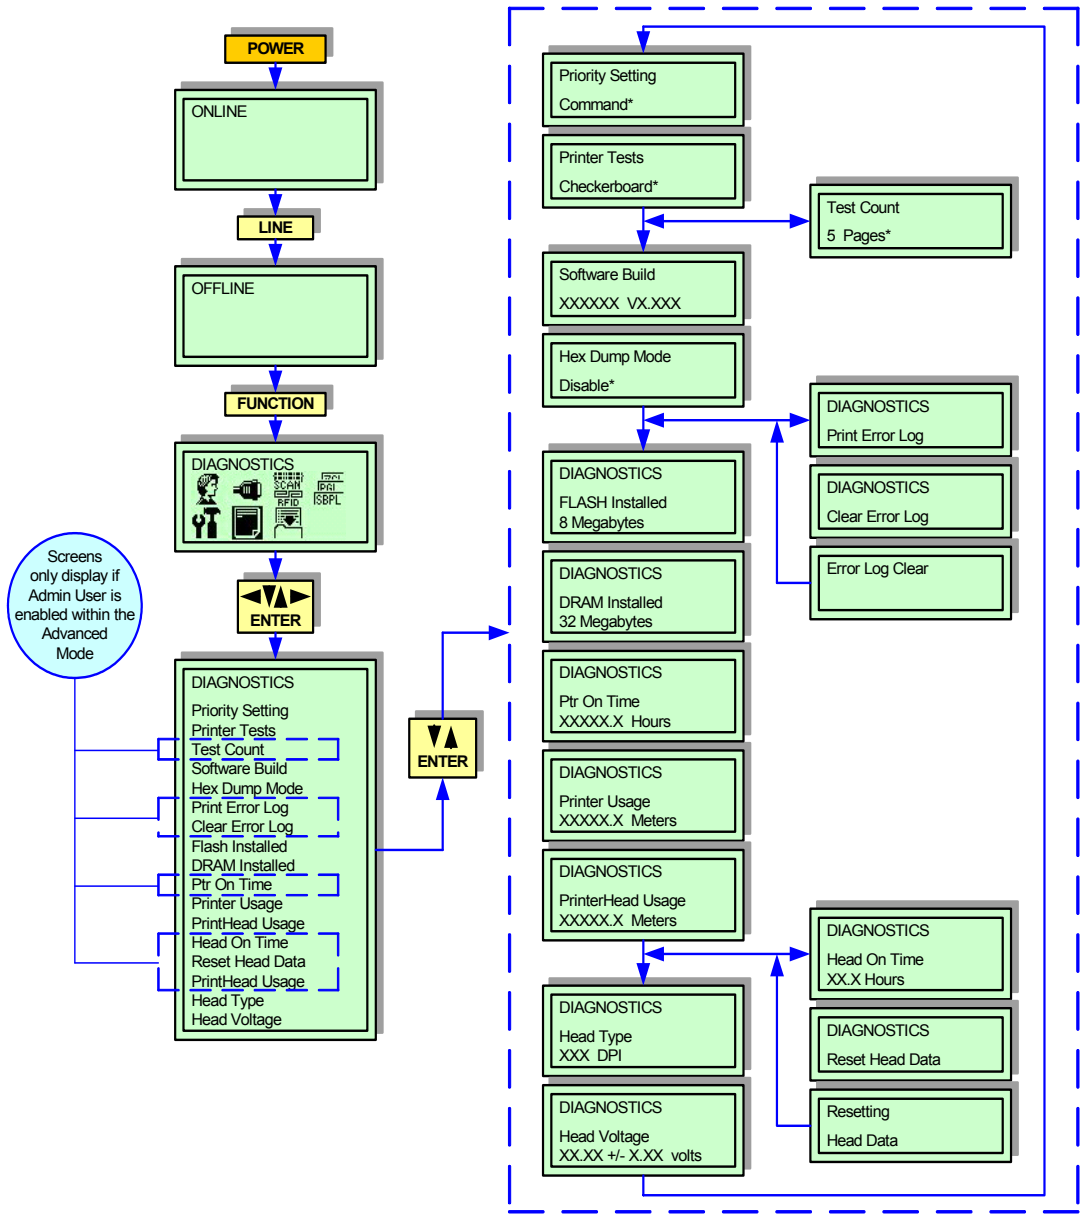 POWER
ONLINE
LINE
OFFLINE
FUNCTION
DIAGNOSTICS
SCAN
RFID
PGL
SBPL
ENTER
Screens
only display if
Admin User is
enabled within the
Advanced
Mode
DIAGNOSTICS
Priority Setting
Printer Tests
Test Count
Software Build
Hex Dump Mode
Print Error Log
Clear Error Log
Flash Installed
DRAM Installed
Ptr On Time
Printer Usage
PrintHead Usage
Head On Time
Reset Head Data
PrintHead Usage
Head Type
Head Voltage
ENTER
Priority Setting
Command*
Printer Tests
Checkerboard*
Test Count
5 Pages*
Software Build
XXXXXX VX.XXX
Hex Dump Mode
Disable*
DIAGNOSTICS
Print Error Log
DIAGNOSTICS
Clear Error Log
Error Log Clear
DIAGNOSTICS
FLASH Installed
8 Megabytes
DIAGNOSTICS
DRAM Installed
32 Megabytes
DIAGNOSTICS
Ptr On Time
XXXXX.X Hours
DIAGNOSTICS
Printer Usage
XXXXX.X Meters
DIAGNOSTICS
PrinterHead Usage
XXXXX.X Meters
DIAGNOSTICS
Head On Time
XX.X Hours
DIAGNOSTICS
Reset Head Data
Resetting
Head Data
DIAGNOSTICS
Head Type
XXX DPI
DIAGNOSTICS
Head Voltage
XX.XX +/- X.XX volts